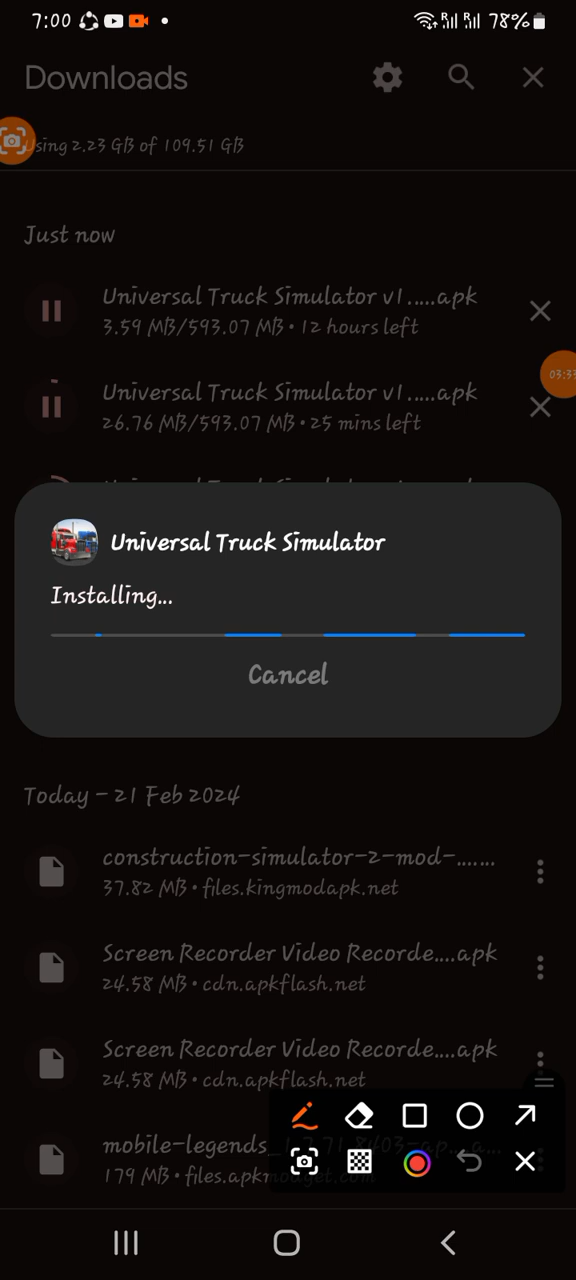 7:00
78%
Downloads
Using 2.23 GB of 109.51 GB
Just now
Universal Truck Simulator v1.....apk
3.59 MB/593.07 MB • 12 hours left
03:33
Universal Truck Simulator v1.....apk
26.76 MB/593.07 MB • 25 mins left
Universal Truck Simulator
Installing...
Cancel
Today – 21 Feb 2024
construction-simulator-2-mod-.......
37.82 MB • files.kingmodapk.net
Screen Recorder Video Recorde....apk
24.58 MB • cdn.apkflash.net
Screen Recorder Video Recorde....apk
24.58 MB • cdn.apkflash.net
mobile-legends_
179 MB